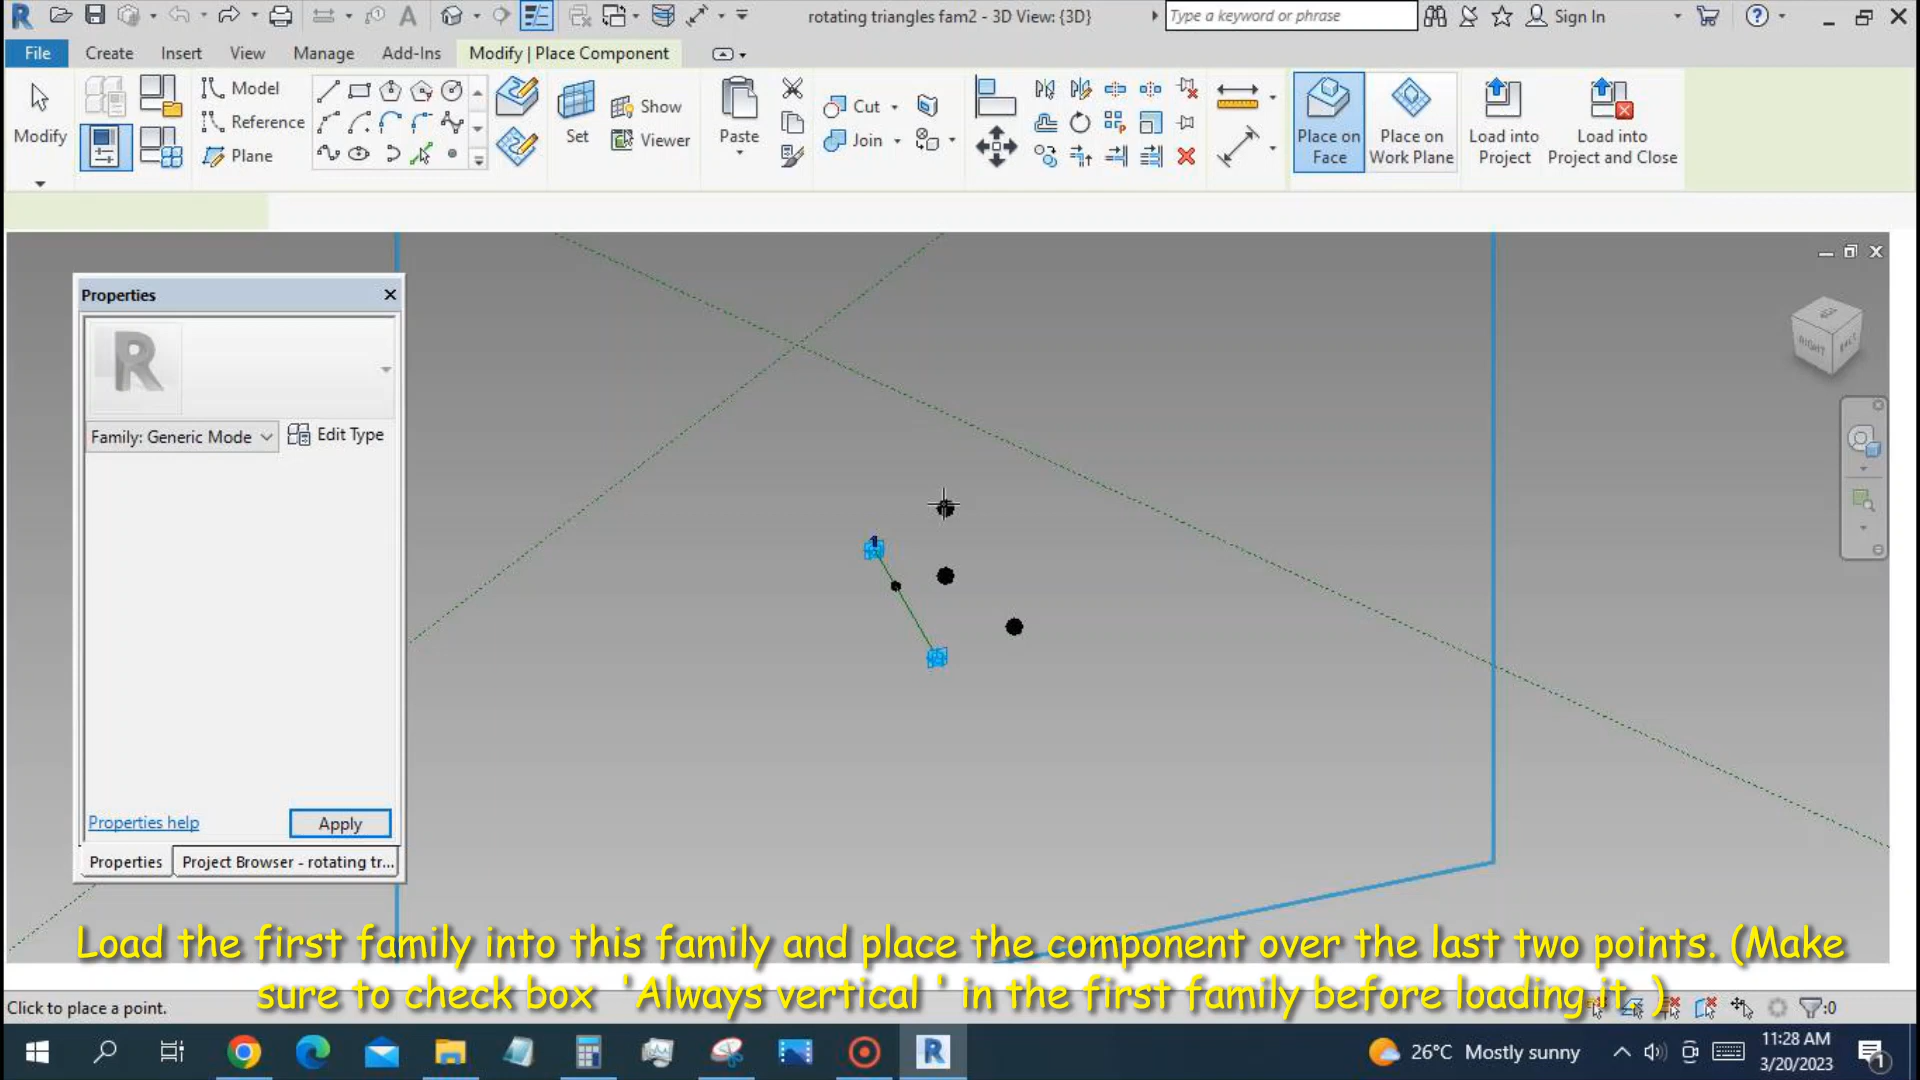 rotating triangles fam2 - 3D View: {3D}
Type a keyword or phrase
Sign In
File
Create
Insert
View
Manage
Add-Ins
Modify | Place Component
Modify
Model
Reference
Plane
Set
Show
Viewer
Paste
Cut
Join
Place on
Face
Place on
Work Plane
Load into
Project
Load into
Project and Close
Properties
R
Family: Generic Mode
Edit Type
1
RIGHT
Properties help
Apply
Properties
Project Browser - rotating tr...
Load the first family into this family and place the component over the last two points. (Make
sure to check box 'Always vertical ' in the first family before loading it. )
Click to place a point.
:0
26°C Mostly sunny
11:28 AM
3/20/2023
1